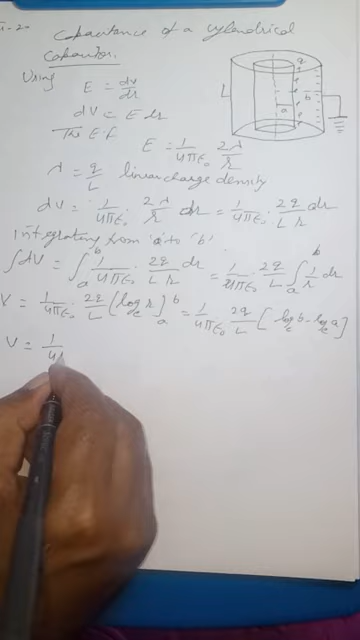 Capacitance of a cylindrical
Capacitor.
Using E = dv/dr
dV = E dr
The E.f
E = 1/4πε₀ 2λ/r
λ = q/L linear charge density
dV = 1/4πε₀ · 2λ/r dr = 1/4πε₀ · 2q/L r dr
Integrating from 'a' to 'b'
∫dV = ∫ₐᵇ 1/4πε₀ · 2q/L r dr = 1/4πε₀ · 2q/L ∫ₐᵇ 1/r dr
V = 1/4πε₀ · 2q/L (logₑ r)ₐᵇ = 1/4πε₀ 2q/L [logₑ b - logₑ a]
V = 1/4
L
a
b